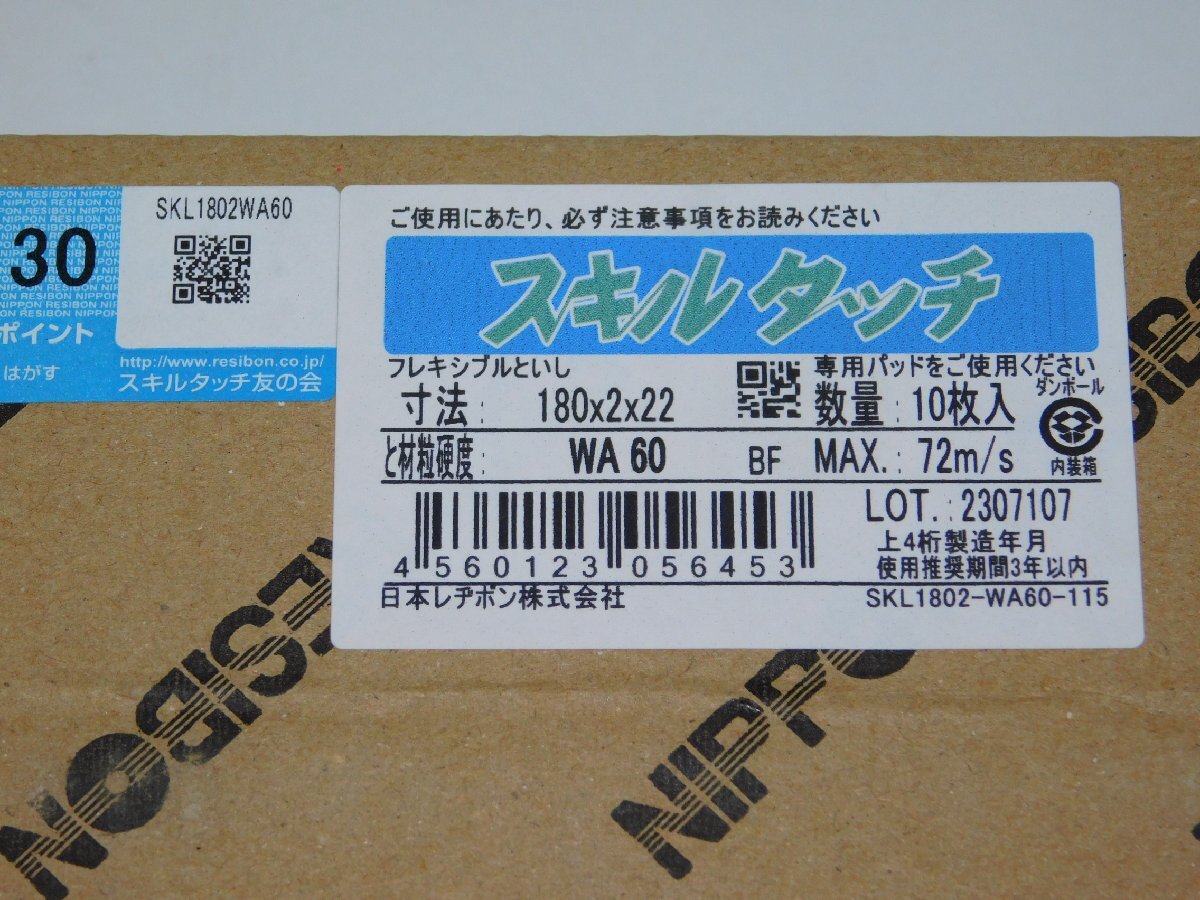 NIPPON RESIBON NIPPON
30
ポイント
はがす
SKL1802WA60
http://www.resibon.co.jp/
スキルタッチ友の会
ご使用にあたり、必ず注意事項をお読みください
スキルタッチ
フレキシブルといし
専用パッドをご使用ください
寸法: 180x2x22
数量: 10枚入
ダンボール
内装箱
と材粒硬度: WA 60 BF MAX.: 72m/s
4 560123 056453
LOT.: 2307107
上4桁製造年月
使用推奨期間3年以内
日本レヂボン株式会社
SKL1802-WA60-115
RESIBON
NIPPO
SIBO